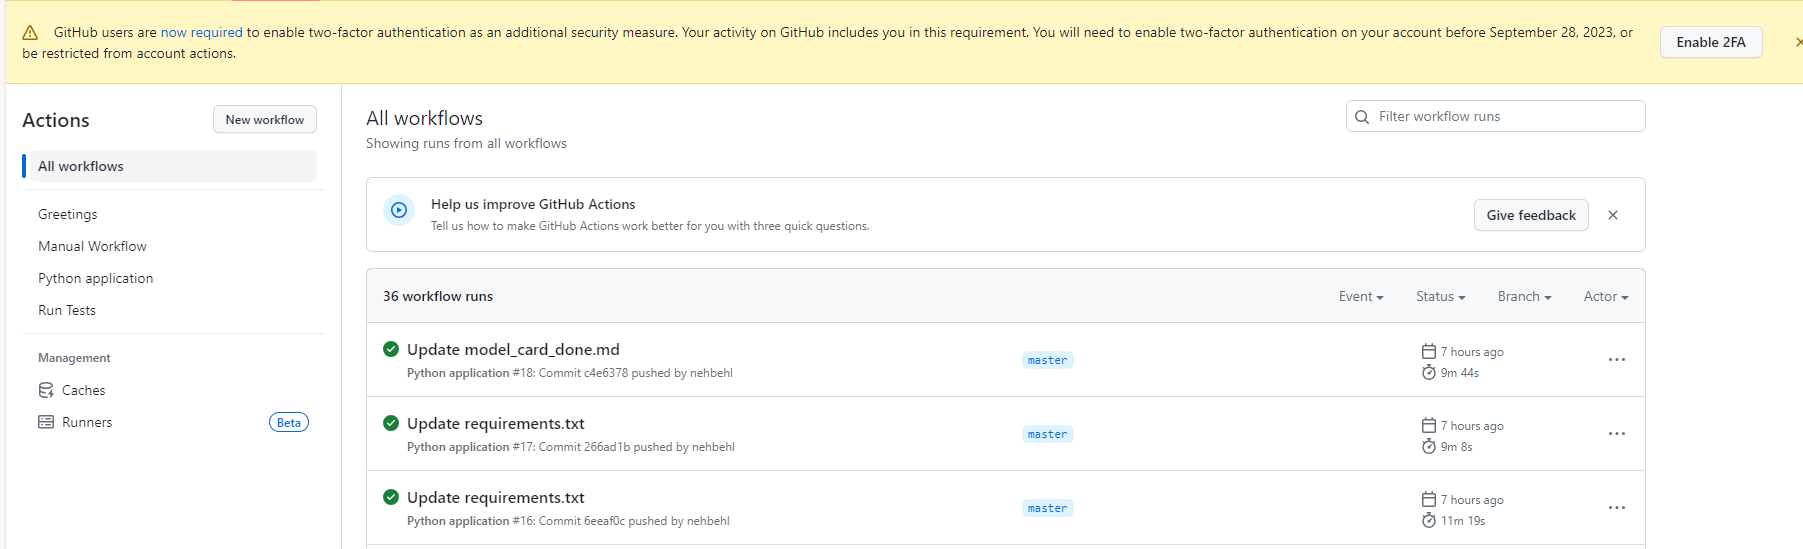 GitHub users are now required to enable two-factor authentication as an additional security measure. Your activity on GitHub includes you in this requirement. You will need to enable two-factor authentication on your account before September 28, 2023, or
be restricted from account actions.
Enable 2FA
Actions
New workflow
All workflows
Greetings
Manual Workflow
Python application
Run Tests
Management
Caches
Runners
Beta
All workflows
Showing runs from all workflows
Filter workflow runs
Help us improve GitHub Actions
Tell us how to make GitHub Actions work better for you with three quick questions.
Give feedback
36 workflow runs
Event
Status
Branch
Actor
Update model_card_done.md
Python application #18: Commit c4e6378 pushed by nehbehl
master
7 hours ago
9m 44s
Update requirements.txt
Python application #17: Commit 266ad1b pushed by nehbehl
master
7 hours ago
9m 8s
Update requirements.txt
Python application #16: Commit 6eeaf0c pushed by nehbehl
master
7 hours ago
11m 19s